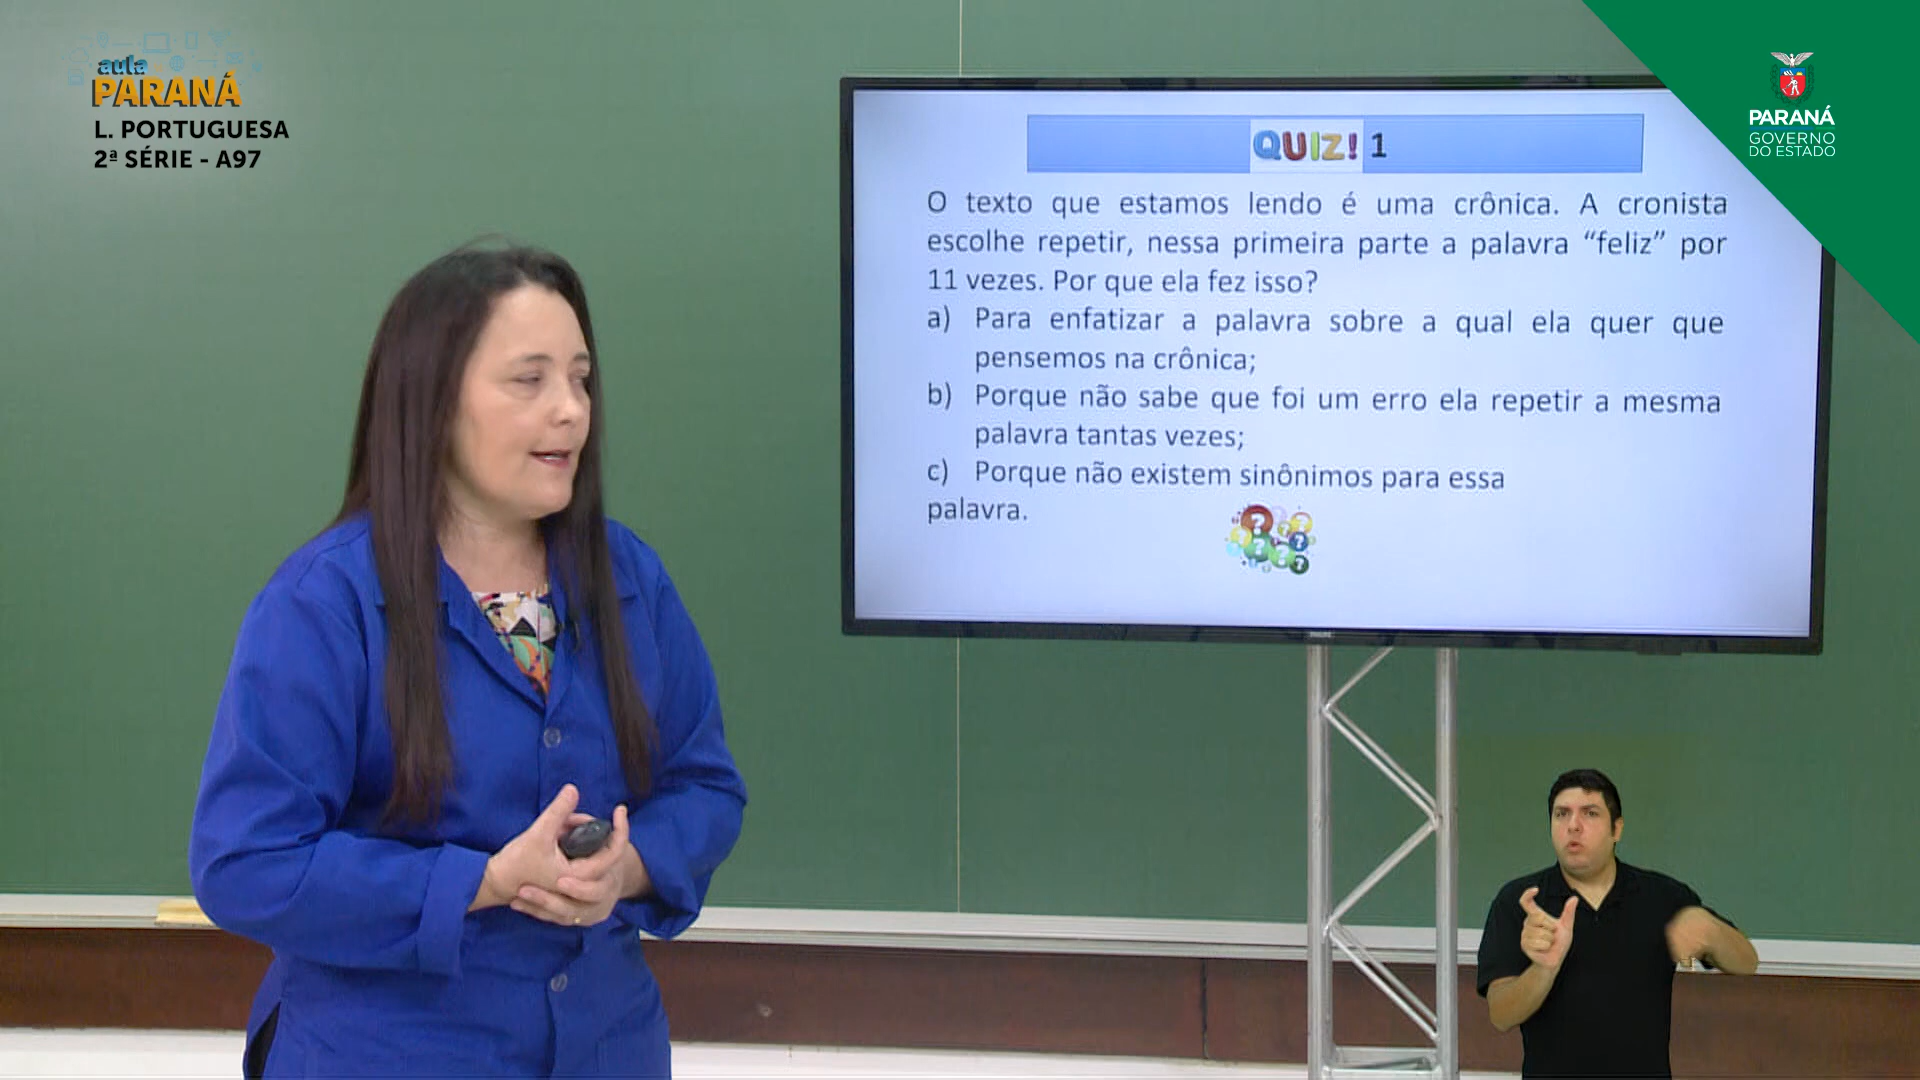 aula
PARANÁ
L. PORTUGUESA
2ª SÉRIE - A97
PARANÁ
GOVERNO
DO ESTADO
QUIZ! 1
O texto que estamos lendo é uma crônica. A cronista
escolhe repetir, nessa primeira parte a palavra “feliz” por
11 vezes. Por que ela fez isso?
a) Para enfatizar a palavra sobre a qual ela quer que
pensemos na crônica;
b) Porque não sabe que foi um erro ela repetir a mesma
palavra tantas vezes;
c) Porque não existem sinônimos para essa
palavra.